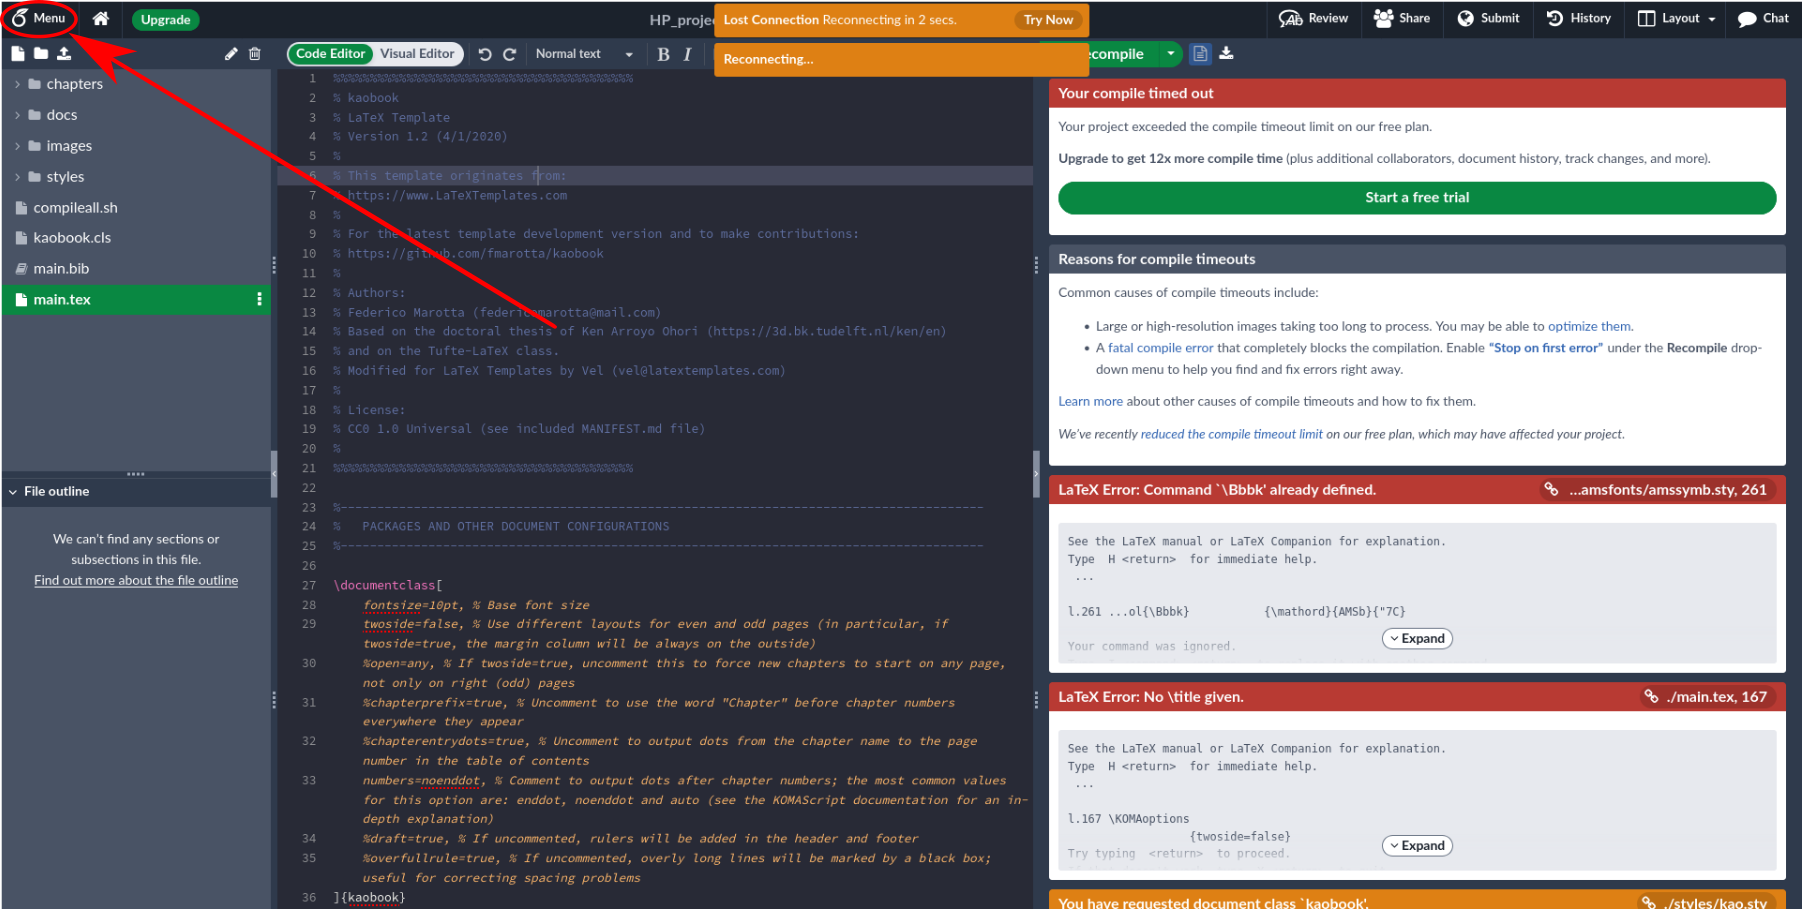 Menu
Upgrade
Lost Connection Reconnecting in 2 secs.
Try Now
Review
Share
Submit
History
Layout
Chat
Code Editor
Visual Editor
Normal text
B I
Reconnecting...
chapters
docs
images
styles
compileall.sh
kaobook.cls
main.bib
main.tex
File outline
We can't find any sections or
subsections in this file.
Find out more about the file outline
1 %%%%%%%%%%%%%%%%%%%%%%%%%%%%%%%%%%%%%%%%%
2 % kaobook
3 % LaTeX Template
4 % Version 1.2 (4/1/2020)
5 %
6 % This template originates from:
7 % https://www.LaTeXTemplates.com
8 %
9 % For the latest template development version and to make contributions:
10 % https://github.com/fmarotta/kaobook
11 %
12 % Authors:
13 % Federico Marotta (federicomarotta@mail.com)
14 % Based on the doctoral thesis of Ken Arroyo Ohori (https://3d.bk.tudelft.nl/ken/en)
15 % and on the Tufte-LaTeX class.
16 % Modified for LaTeX Templates by Vel (vel@latextemplates.com)
17 %
18 % License:
19 % CC0 1.0 Universal (see included MANIFEST.md file)
20 %
21 %%%%%%%%%%%%%%%%%%%%%%%%%%%%%%%%%%%%%%%%%
22
23 %----------------------------------------------------------------------------------------
24 % PACKAGES AND OTHER DOCUMENT CONFIGURATIONS
25 %----------------------------------------------------------------------------------------
26
27 \documentclass[
28 fontsize=10pt, % Base font size
29 twoside=false, % Use different layouts for even and odd pages (in particular, if
twoside=true, the margin column will be always on the outside)
30 %open=any, % If twoside=true, uncomment this to force new chapters to start on any page,
not only on right (odd) pages
31 %chapterprefix=true, % Uncomment to use the word "Chapter" before chapter numbers
everywhere they appear
32 %chapterentrydots=true, % Uncomment to output dots from the chapter name to the page
number in the table of contents
33 numbers=noenddot, % Comment to output dots after chapter numbers; the most common values
for this option are: enddot, noenddot and auto (see the KOMAScript documentation for an in-
depth explanation)
34 %draft=true, % If uncommented, rulers will be added in the header and footer
35 %overfullrule=true, % If uncommented, overly long lines will be marked by a black box;
useful for correcting spacing problems
36 ]{kaobook}
Your compile timed out
Your project exceeded the compile timeout limit on our free plan.
Upgrade to get 12x more compile time (plus additional collaborators, document history, track changes, and more).
Start a free trial
Reasons for compile timeouts
Common causes of compile timeouts include:
• Large or high-resolution images taking too long to process. You may be able to optimize them.
• A fatal compile error that completely blocks the compilation. Enable "Stop on first error" under the Recompile drop-
down menu to help you find and fix errors right away.
Learn more about other causes of compile timeouts and how to fix them.
We've recently reduced the compile timeout limit on our free plan, which may have affected your project.
LaTeX Error: Command `\Bbbk' already defined.
...amsfonts/amssymb.sty, 261
See the LaTeX manual or LaTeX Companion for explanation.
Type H <return> for immediate help.
...
l.261 ...ol{\Bbbk} {\mathord}{AMSb}{"7C}
Your command was ignored.
Expand
LaTeX Error: No \title given.
./main.tex, 167
See the LaTeX manual or LaTeX Companion for explanation.
Type H <return> for immediate help.
...
l.167 \KOMAoptions
{twoside=false}
Try typing <return> to proceed.
Expand
You have requested document class `kaobook'.
./styles/kao.sty